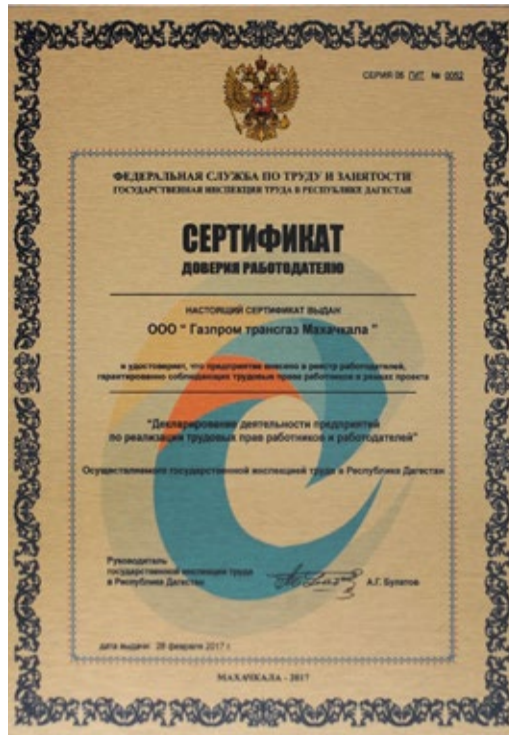 СЕРИЯ 05 ГИТ № 0052
ФЕДЕРАЛЬНАЯ СЛУЖБА ПО ТРУДУ И ЗАНЯТОСТИ
ГОСУДАРСТВЕННАЯ ИНСПЕКЦИЯ ТРУДА В РЕСПУБЛИКЕ ДАГЕСТАН
СЕРТИФИКАТ
ДОВЕРИЯ РАБОТОДАТЕЛЮ
НАСТОЯЩИЙ СЕРТИФИКАТ ВЫДАН
ООО " Газпром трансгаз Махачкала "
и удостоверяет, что предприятие внесено в реестр работодателей,
гарантированно соблюдающих трудовые права работников в рамках проекта
"Декларирование деятельности предприятий
по реализации трудовых прав работников и работодателей"
Осуществляемого государственной инспекцией труда в Республике Дагестан
Руководитель
государственной инспекции труда
в Республике Дагестан
А.Г. Булатов
дата выдачи: 28 февраля 2017 г.
МАХАЧКАЛА - 2017